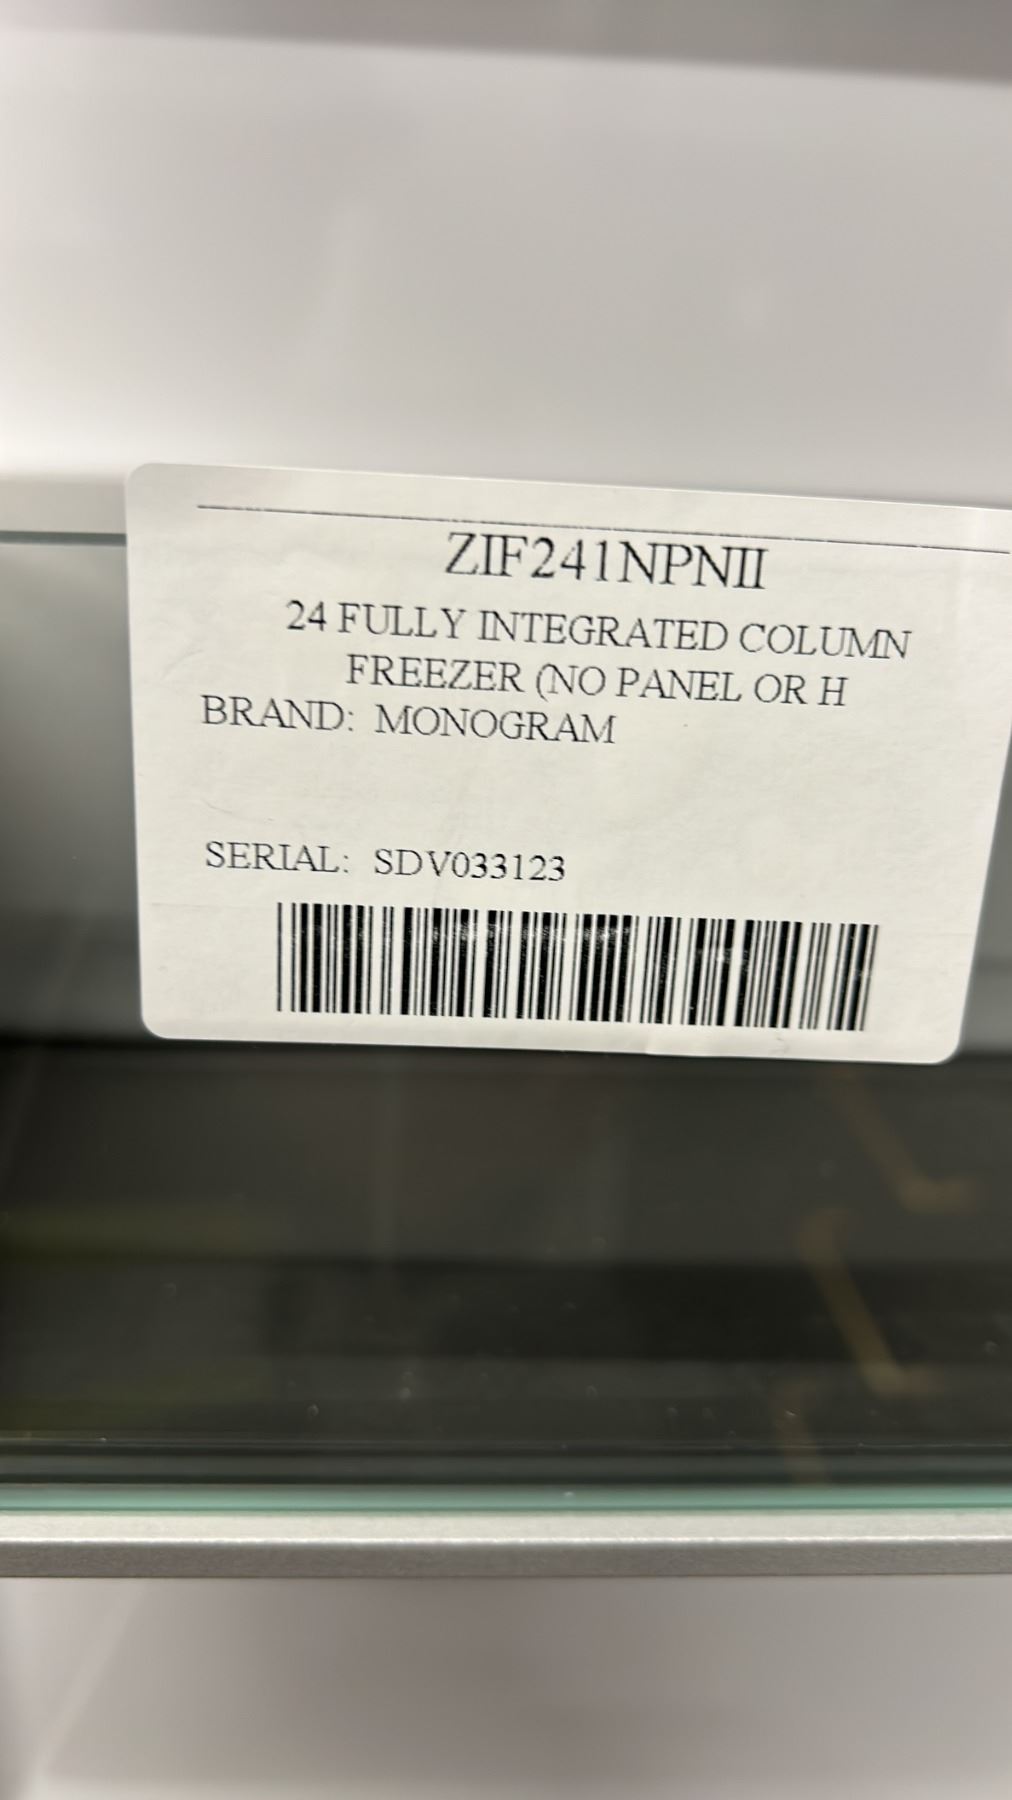 ZIF241NPNII
24 FULLY INTEGRATED COLUMN
FREEZER (NO PANEL OR H
BRAND: MONOGRAM
SERIAL: SDV033123